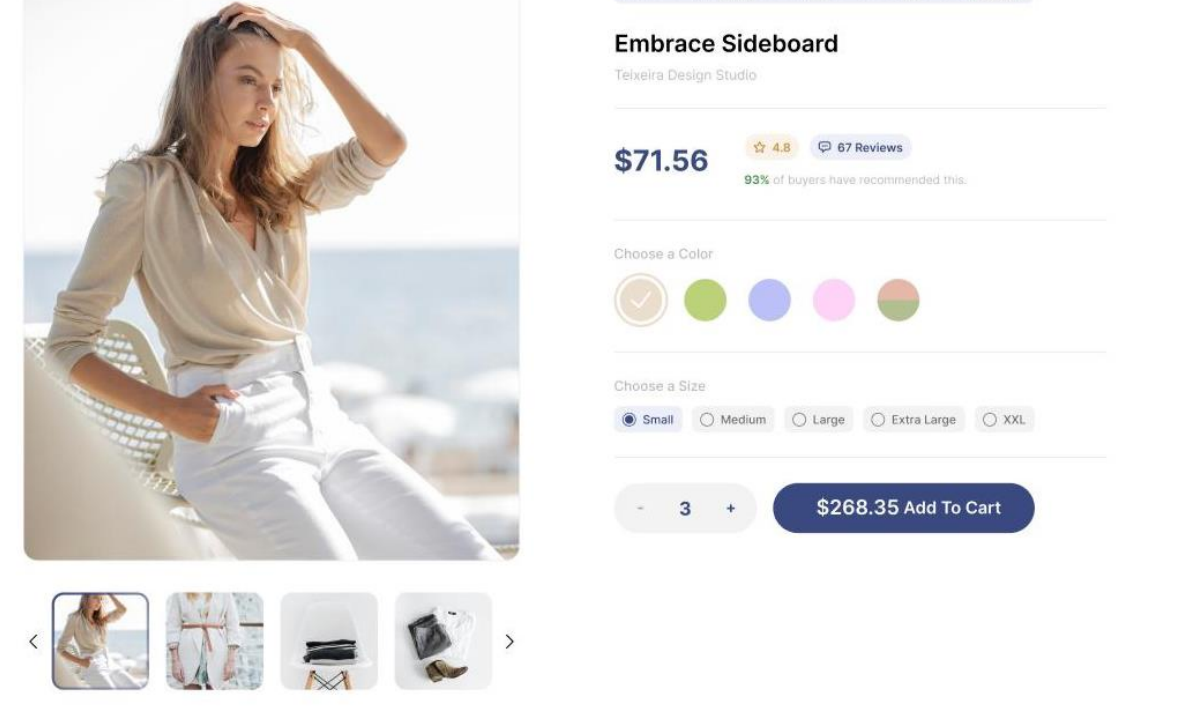 Embrace Sideboard
Teixeira Design Studio
$71.56
4.8
67 Reviews
93% of buyers have recommended this.
Choose a Color
Choose a Size
Small
Medium
Large
Extra Large
XXL
- 3 +
$268.35 Add To Cart